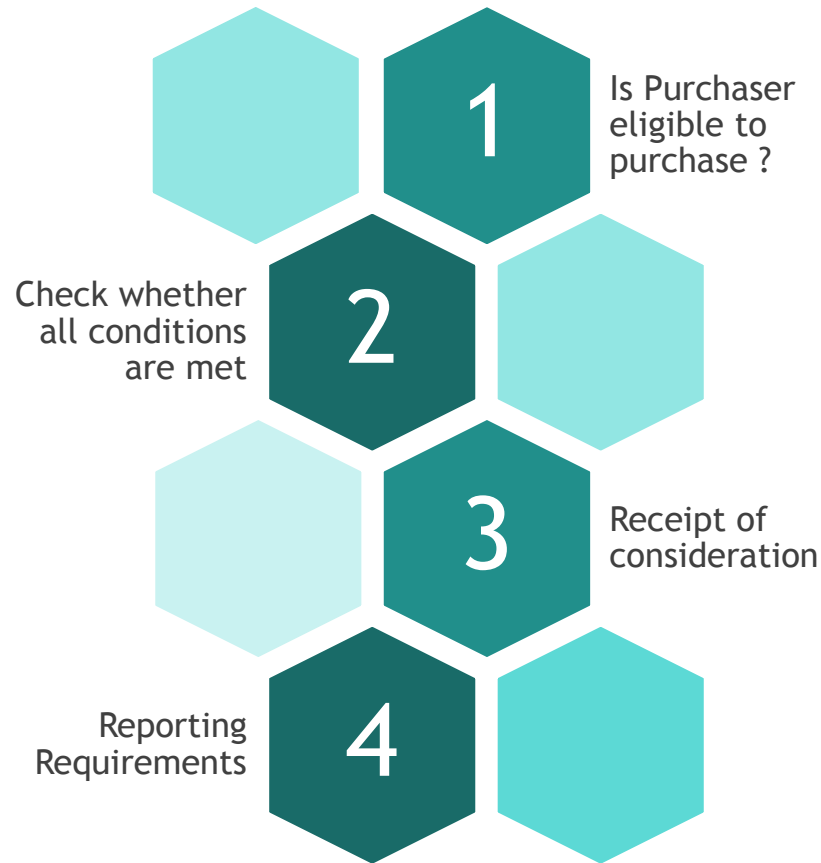 1
Is Purchaser
eligible to
purchase ?
Check whether
all conditions
are met
2
3
Receipt of
consideration
Reporting
Requirements
4